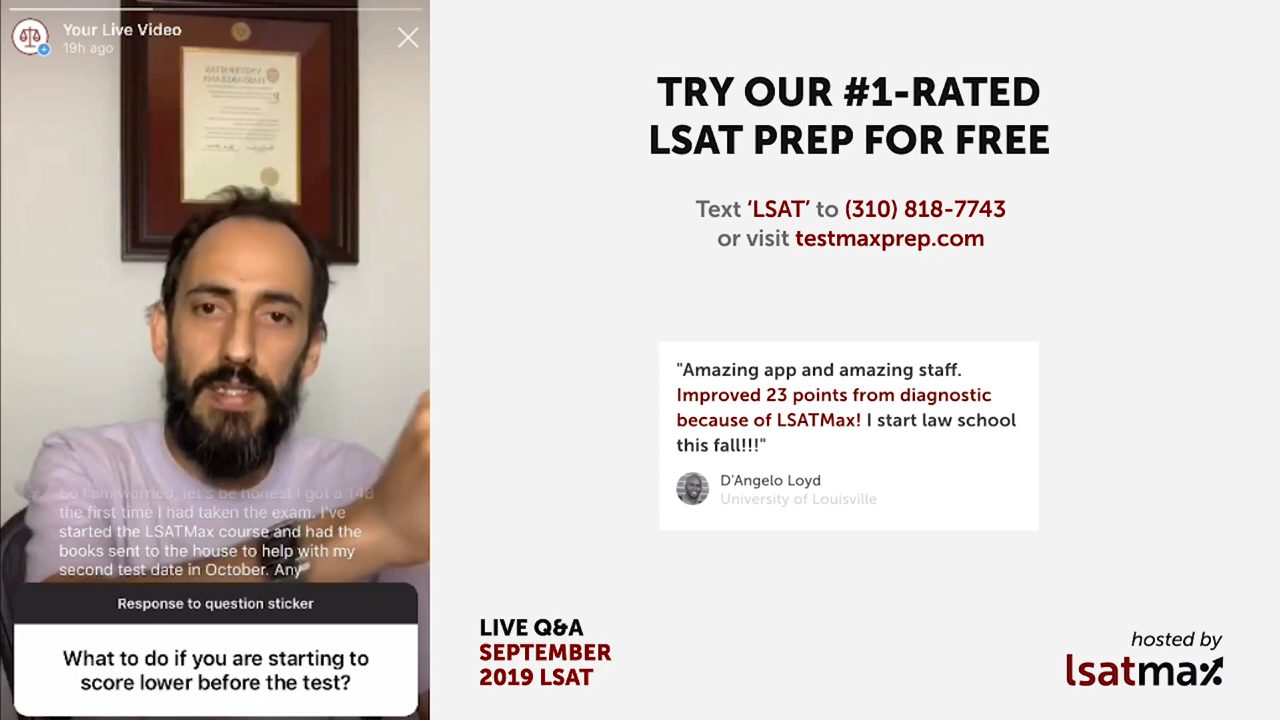 Your Live Video
19h ago
So I am worried, let's be honest I got a 148
the first time I had taken the exam. I've
started the LSATMax course and had the
books sent to the house to help with my
second test date in October. Any
Response to question sticker
What to do if you are starting to
score lower before the test?
TRY OUR #1-RATED
LSAT PREP FOR FREE
Text ‘LSAT’ to (310) 818-7743
or visit testmaxprep.com
"Amazing app and amazing staff.
Improved 23 points from diagnostic
because of LSATMax! I start law school
this fall!!!"
D'Angelo Loyd
University of Louisville
LIVE Q&A
SEPTEMBER
2019 LSAT
hosted by
lsatmax